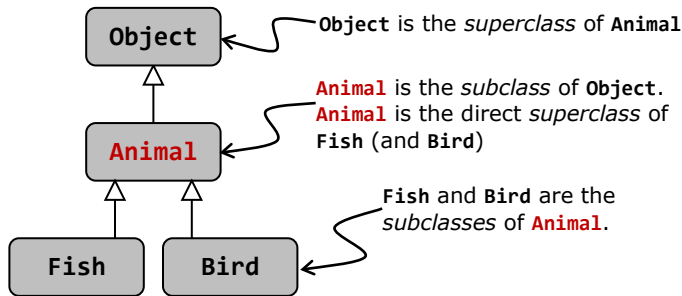 Object
Object is the superclass of Animal
Animal is the subclass of Object.
Animal is the direct superclass of
Fish (and Bird)
Animal
Fish and Bird are the
subclasses of Animal.
Fish
Bird